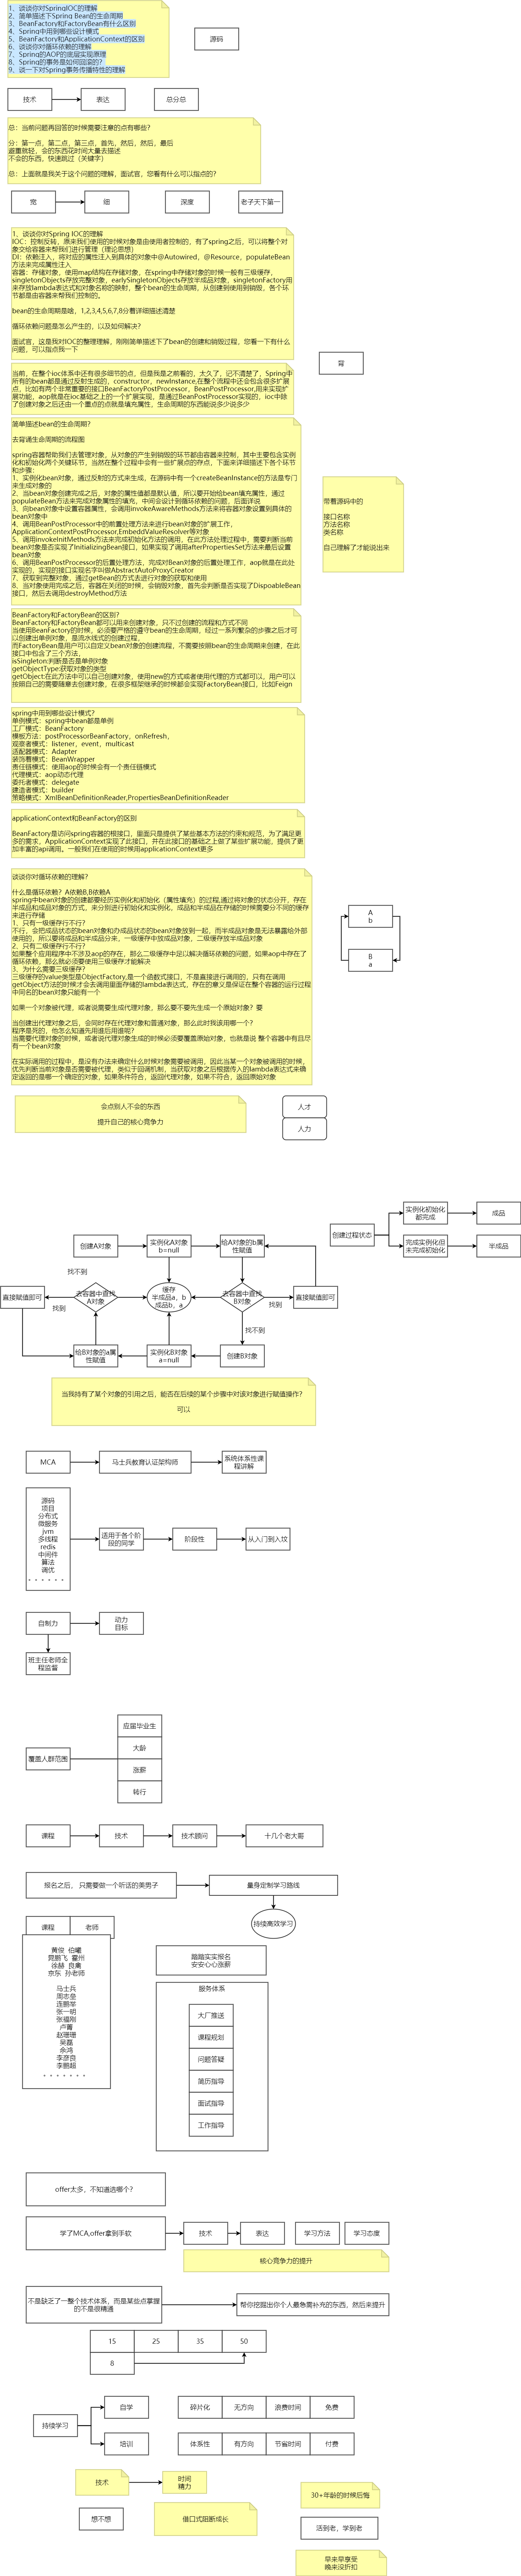 1、谈谈你对SpringIOC的理解
2、简单描述下Spring Bean的生命周期
3、BeanFactory和FactoryBean有什么区别
4、Spring中用到哪些设计模式
5、BeanFactory和ApplicationContext的区别
6、谈谈你对循环依赖的理解
7、Spring的AOP的底层实现原理
8、Spring的事务是如何回滚的?
9、谈一下对Spring事务传播特性的理解
源码
技术
表达
总分总
总：当前问题再回答的时候需要注意的点有哪些?
分：第一点，第二点，第三点，首先，然后，然后，最后
避重就轻，会的东西花时间大量去描述
不会的东西，快速跳过（关键字）
总：上面就是我关于这个问题的理解，面试官，您看有什么可以指点的?
宽
细
深度
老子天下第一
1、谈谈你对Spring IOC的理解
IOC：控制反转，原来我们使用的时候对象是由使用者控制的，有了spring之后，可以将整个对
象交给容器来帮我们进行管理（理论思想）
DI：依赖注入，将对应的属性注入到具体的对象中@Autowired，@Resource，populateBean
方法来完成属性注入
容器：存储对象，使用map结构在存储对象，在spring中存储对象的时候一般有三级缓存，
singletonObjects存放完整对象，earlySingletonObjects存放半成品对象，singletonFactory用
来存放lambda表达式和对象名称的映射，整个bean的生命周期，从创建到使用到销毁，各个环
节都是由容器来帮我们控制的。
bean的生命周期是啥，1,2,3,4,5,6,7,8分着详细描述清楚
循环依赖问题是怎么产生的，以及如何解决?
面试官，这是我对IOC的整理理解，刚刚简单描述下了bean的创建和销毁过程，您看一下有什么
问题，可以指点我一下
背
当前，在整个ioc体系中还有很多细节的点，但是我是之前看的，太久了，记不清楚了，Spring中
所有的bean都是通过反射生成的，constructor，newInstance,在整个流程中还会包含很多扩展
点，比如有两个非常重要的接口BeanFactoryPostProcessor，BeanPostProcessor,用来实现扩
展功能，aop就是在ioc基础之上的一个扩展实现，是通过BeanPostProcessor实现的，ioc中除
了创建对象之后还由一个重点的点就是填充属性，生命周期的东西能说多少说多少
简单描述bean的生命周期?
去背诵生命周期的流程图
spring容器帮助我们去管理对象，从对象的产生到销毁的环节都由容器来控制，其中主要包含实例
化和初始化两个关键环节，当然在整个过程中会有一些扩展点的存点，下面来详细描述下各个环节
和步骤：
1、实例化bean对象，通过反射的方式来生成，在源码中有一个createBeanInstance的方法是专门
来生成对象的
2、当bean对象创建完成之后，对象的属性值都是默认值，所以要开始给bean填充属性，通过
populateBean方法来完成对象属性的填充，中间会设计到循环依赖的问题，后面详说
3、向bean对象中设置容器属性，会调用invokeAwareMethods方法来将容器对象设置到具体的
bean对象中
4、调用BeanPostProcessor中的前置处理方法来进行bean对象的扩展工作，
ApplicationContextPostProcessor,EmbeddValueResolver等对象
5、调用invokeInitMethods方法来完成初始化方法的调用，在此方法处理过程中，需要判断当前
bean对象是否实现了InitializingBean接口，如果实现了调用afterPropertiesSet方法来最后设置
bean对象
6、调用BeanPostProcessor的后置处理方法，完成对Bean对象的后置处理工作，aop就是在此处
实现的，实现的接口实现名字叫做AbstractAutoProxyCreator
7、获取到完整对象，通过getBean的方式去进行对象的获取和使用
8、当对象使用完成之后，容器在关闭的时候，会销毁对象，首先会判断是否实现了DispoableBean
接口，然后去调用destroyMethod方法
带着源码中的
接口名称
方法名称
类名称
自己理解了才能说出来
BeanFactory和FactoryBean的区别?
BeanFactory和FactoryBean都可以用来创建对象，只不过创建的流程和方式不同
当使用BeanFactory的时候，必须要严格的遵守bean的生命周期，经过一系列繁杂的步骤之后才可
以创建出单例对象，是流水线式的创建过程，
而FactoryBean是用户可以自定义bean对象的创建流程，不需要按照bean的生命周期来创建，在此
接口中包含了三个方法，
isSingleton:判断是否是单例对象
getObjectType:获取对象的类型
getObject:在此方法中可以自己创建对象，使用new的方式或者使用代理的方式都可以，用户可以
按照自己的需要随意去创建对象，在很多框架继承的时候都会实现FactoryBean接口，比如Feign
spring中用到哪些设计模式?
单例模式：spring中bean都是单例
工厂模式：BeanFactory
模板方法：postProcessorBeanFactory，onRefresh，
观察者模式：listener，event，multicast
适配器模式：Adapter
装饰着模式：BeanWrapper
责任链模式：使用aop的时候会有一个责任链模式
代理模式：aop动态代理
委托者模式：delegate
建造者模式：builder
策略模式：XmlBeanDefinitionReader,PropertiesBeanDefinitionReader
applicationContext和BeanFactory的区别
BeanFactory是访问spring容器的根接口，里面只是提供了某些基本方法的约束和规范，为了满足更
多的需求，ApplicationContext实现了此接口，并在此接口的基础之上做了某些扩展功能，提供了更
加丰富的api调用。一般我们在使用的时候用applicationContext更多
谈谈你对循环依赖的理解?
什么是循环依赖？A依赖B,B依赖A
spring中bean对象的创建都要经历实例化和初始化（属性填充）的过程,通过将对象的状态分开，存在
半成品和成品对象的方式，来分别进行初始化和实例化，成品和半成品在存储的时候需要分不同的缓存
来进行存储
1、只有一级缓存行不行?
不行，会把成品状态的bean对象和办成品状态的bean对象放到一起，而半成品对象是无法暴露给外部
使用的，所以要将成品和半成品分来，一级缓存中放成品对象，二级缓存放半成品对象
2、只有二级缓存行不行?
如果整个应用程序中不涉及aop的存在，那么二级缓存中足以解决循环依赖的问题，如果aop中存在了
循环依赖，那么就必须要使用三级缓存才能解决
3、为什么需要三级缓存?
三级缓存的value类型是ObjectFactory,是一个函数式接口，不是直接进行调用的，只有在调用
getObject方法的时候才会去调用里面存储的lambda表达式，存在的意义是保证在整个容器的运行过程
中同名的bean对象只能有一个
如果一个对象被代理，或者说需要生成代理对象，那么要不要先生成一个原始对象？要
当创建出代理对象之后，会同时存在代理对象和普通对象，那么此时我该用哪一个?
程序是死的，他怎么知道先用谁后用谁呢?
当需要代理对象的时候，或者说代理对象生成的时候必须要覆盖原始对象，也就是说 整个容器中有且尽
有一个bean对象
在实际调用的过程中，是没有办法来确定什么时候对象需要被调用，因此当某一个对象被调用的时候，
优先判断当前对象是否需要被代理，类似于回调机制，当获取对象之后根据传入的lambda表达式来确
定返回的是哪一个确定的对象，如果条件符合，返回代理对象，如果不符合，返回原始对象
A
b
B
a
会点别人不会的东西
提升自己的核心竞争力
人才
人力
创建A对象
实例化A对象
b=null
给A对象的b属
性赋值
创建过程状态
实例化初始化
都完成
成品
完成实例化但
未完成初始化
半成品
找不到
直接赋值即可
去容器中查找
A对象
找到
缓存
半成品a，b
成品b，a
去容器中查找
B对象
找到
直接赋值即可
找不到
给B对象的a属
性赋值
实例化B对象
a=null
创建B对象
当我持有了某个对象的引用之后，能否在后续的某个步骤中对该对象进行赋值操作?
可以
MCA
马士兵教育认证架构师
系统体系性课
程讲解
源码
项目
分布式
微服务
jvm
多线程
redis
中间件
算法
调优
。。。。。。
适用于各个阶
段的同学
阶段性
从入门到入坟
自制力
动力
目标
班主任老师全
程监督
覆盖人群范围
应届毕业生
大龄
涨薪
转行
课程
技术
技术顾问
十几个老大哥
报名之后， 只需要做一个听话的美男子
量身定制学习路线
持续高效学习
课程
老师
黄俊 伯曦
晁鹏飞 霍州
徐赫 良禽
京东 孙老师
马士兵
周志垒
连鹏举
张一明
张福刚
卢菁
赵珊珊
吴磊
余鸿
李彦良
李鹏超
。。。。。。。
踏踏实实报名
安安心心涨薪
服务体系
大厂推送
课程规划
问题答疑
简历指导
面试指导
工作指导
offer太多，不知道选哪个?
学了MCA,offer拿到手软
技术
表达
学习方法
学习态度
核心竞争力的提升
不是缺乏了一整个技术体系，而是某些点掌握
的不是很精通
帮你挖掘出你个人最急需补充的东西，然后来提升
15
25
35
50
8
持续学习
自学
碎片化
无方向
浪费时间
免费
培训
体系性
有方向
节省时间
付费
技术
时间
精力
30+年龄的时候后悔
想不想
借口式阻断成长
活到老，学到老
早来早享受
晚来没折扣